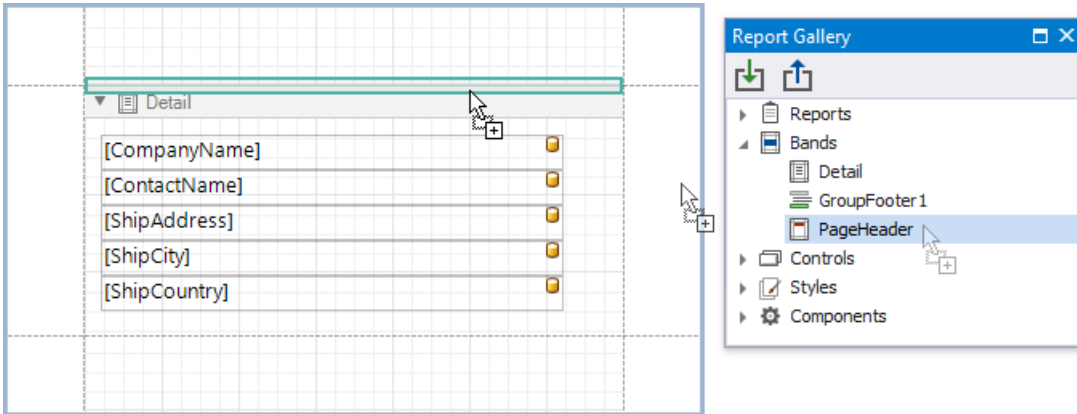 Detail
[CompanyName]
[ContactName]
[ShipAddress]
[ShipCity]
[ShipCountry]
Report Gallery
Reports
Bands
Detail
GroupFooter1
PageHeader
Controls
Styles
Components